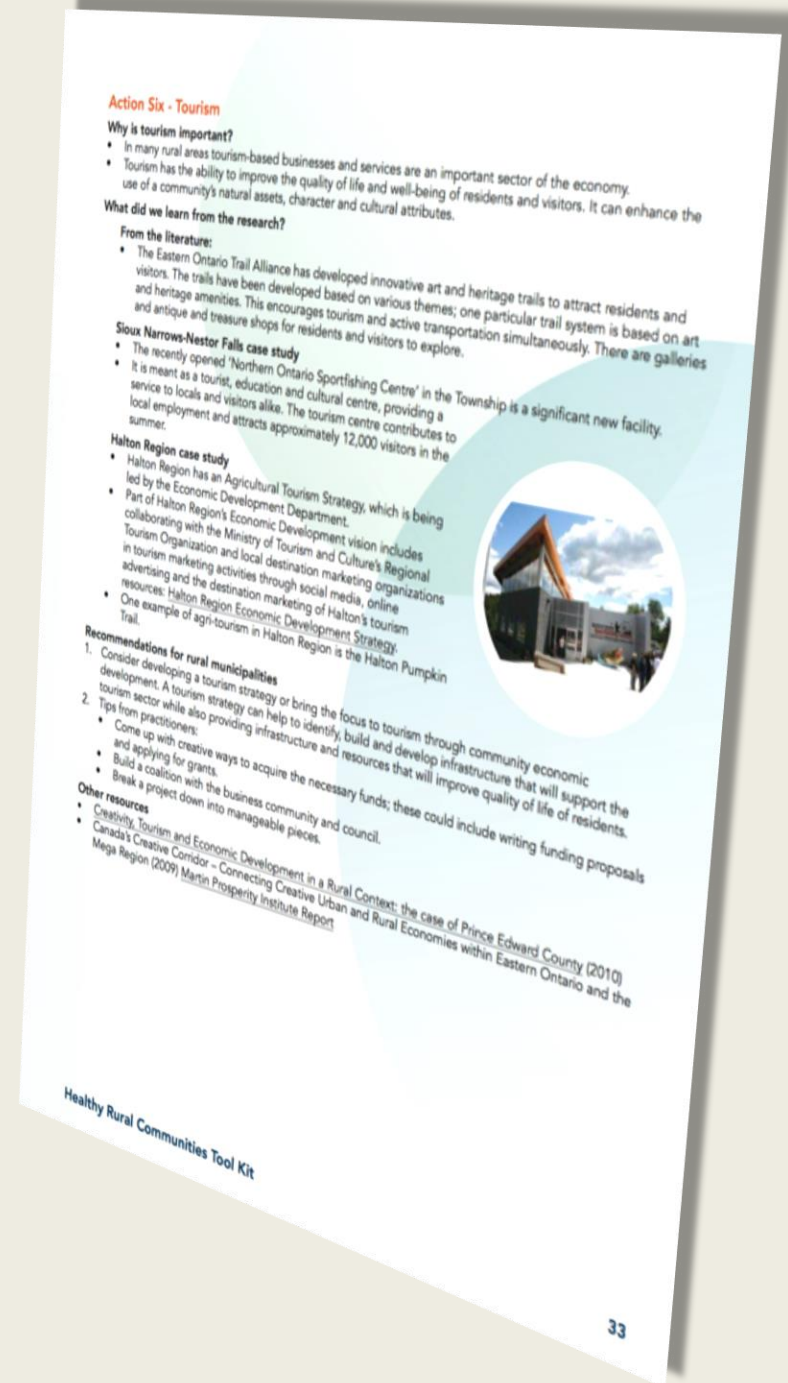 Action Six - Tourism
Why is tourism important?
• In many rural areas tourism-based businesses and services are an important sector of the economy.
• Tourism has the ability to improve the quality of life and well-being of residents and visitors. It can enhance the
use of a community's natural assets, character and cultural attributes.
What did we learn from the research?
From the literature:
• The Eastern Ontario Trail Alliance has developed innovative art and heritage trails to attract residents and
visitors. The trails have been developed based on various themes; one particular trail system is based on art
and heritage amenities. This encourages tourism and active transportation simultaneously. There are galleries
and antique and treasure shops for residents and visitors to explore.
Sioux Narrows-Nestor Falls case study
• The recently opened 'Northern Ontario Sportfishing Centre' in the Township is a significant new facility.
• It is meant as a tourist, education and cultural centre, providing a
service to locals and visitors alike. The tourism centre contributes to
local employment and attracts approximately 12,000 visitors in the
summer.
Halton Region case study
• Halton Region has an Agricultural Tourism Strategy, which is being
led by the Economic Development Department.
• Part of Halton Region's Economic Development vision includes
collaborating with the Ministry of Tourism and Culture's Regional
Tourism Organization and local destination marketing organizations
in tourism marketing activities through social media, online
advertising and the destination marketing of Halton's tourism
resources: Halton Region Economic Development Strategy.
• One example of agri-tourism in Halton Region is the Halton Pumpkin
Trail.
Recommendations for rural municipalities
1. Consider developing a tourism strategy or bring the focus to tourism through community economic
development. A tourism strategy can help to identify, build and develop infrastructure that will support the
tourism sector while also providing infrastructure and resources that will improve quality of life of residents.
2. Tips from practitioners:
• Come up with creative ways to acquire the necessary funds; these could include writing funding proposals
and applying for grants.
• Build a coalition with the business community and council.
• Break a project down into manageable pieces.
Other resources
• Creativity, Tourism and Economic Development in a Rural Context: the case of Prince Edward County (2010)
• Canada's Creative Corridor – Connecting Creative Urban and Rural Economies within Eastern Ontario and the
Mega Region (2009) Martin Prosperity Institute Report
Healthy Rural Communities Tool Kit
33